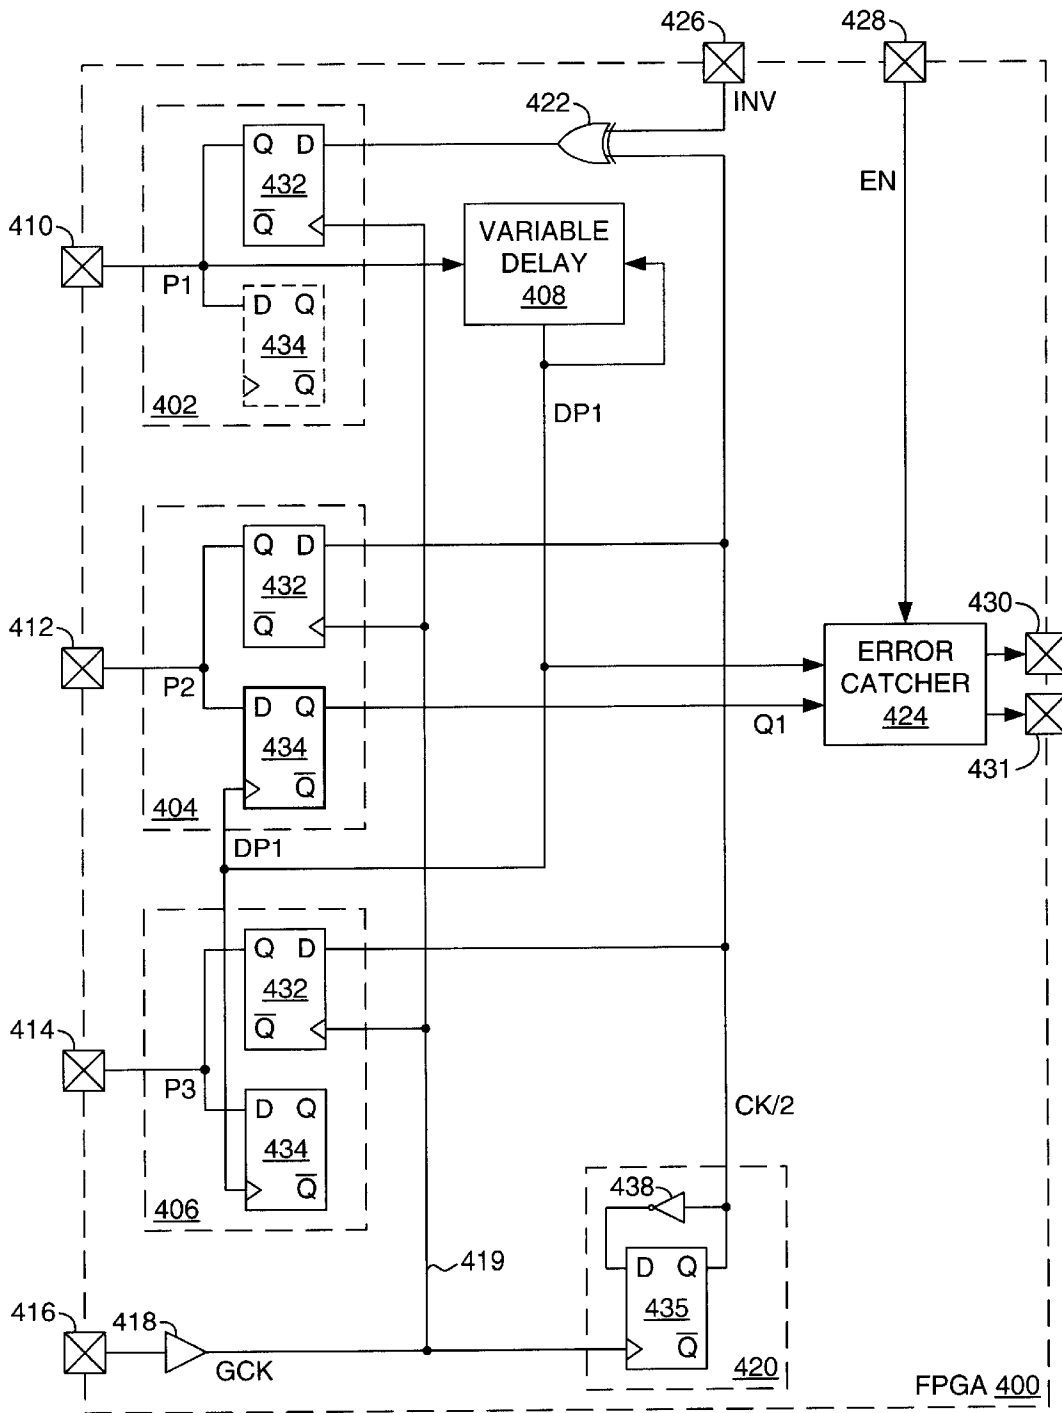 426
428
INV
422
EN
Q D
432
Q̅
410
P1
VARIABLE
DELAY
408
D Q
434
Q̅
402
DP1
Q D
432
Q̅
412
P2
430
ERROR
CATCHER
424
D Q
434
Q̅
Q1
431
404
DP1
Q D
432
Q̅
414
P3
CK/2
D Q
434
Q̅
406
438
419
D Q
435
Q̅
416
418
GCK
420
FPGA 400